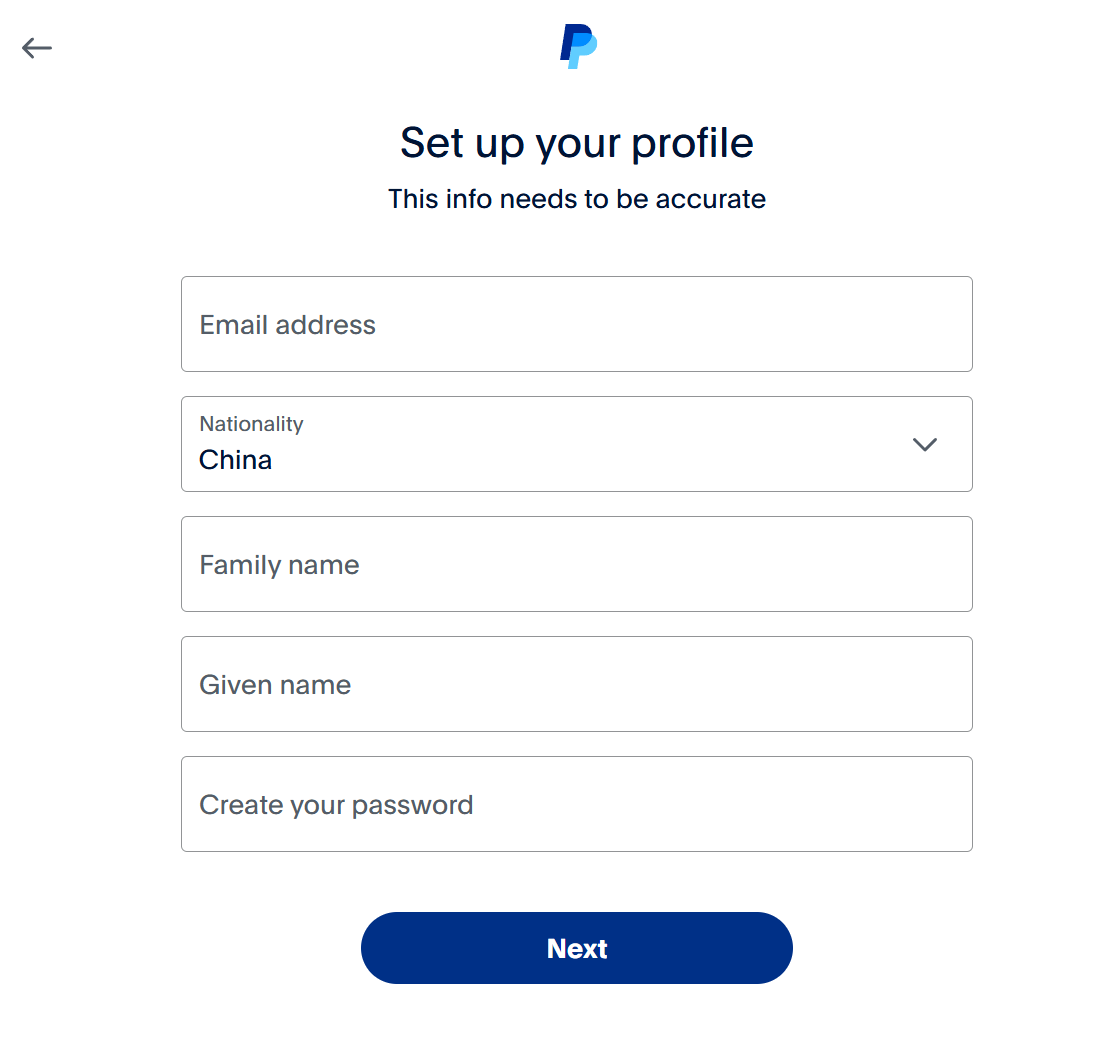 Set up your profile
This info needs to be accurate
Email address
Nationality
China
Family name
Given name
Create your password
Next